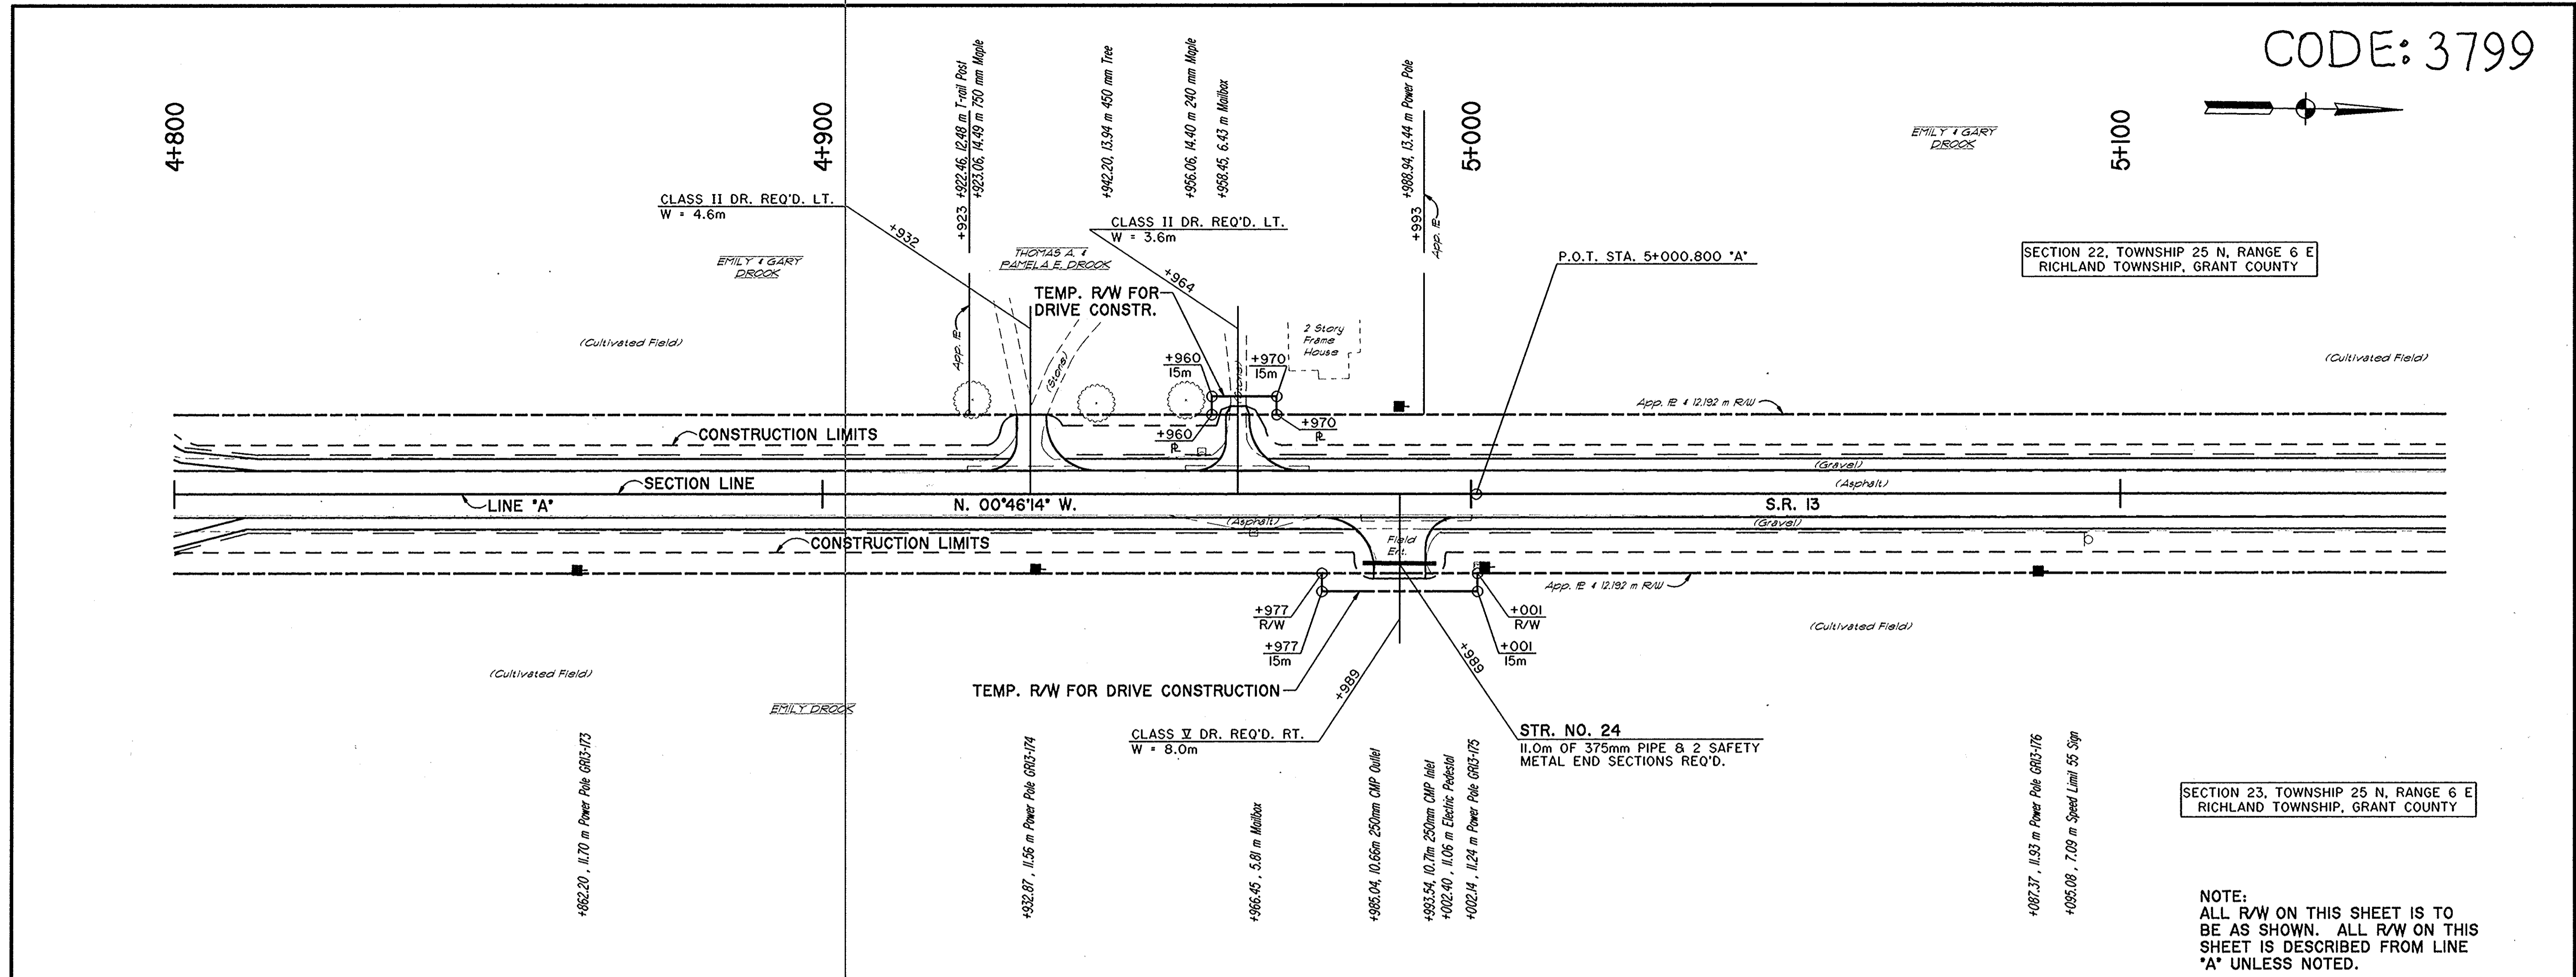 CODE: 3799
4+800
4+900
5+000
5+100
+922.46, 12.48 m T-rail Post
+923.06, 14.49 m 750 mm Maple
+942.20, 13.94 m 450 mm Tree
+956.06, 14.40 m 240 mm Maple
+958.45, 6.43 m Mailbox
+988.94, 13.44 m Power Pole
EMILY & GARY
DROOK
CLASS II DR. REQ'D. LT.
W = 4.6m
+932
+923
CLASS II DR. REQ'D. LT.
W = 3.6m
+964
+993
App. PL
P.O.T. STA. 5+000.800 "A"
SECTION 22, TOWNSHIP 25 N, RANGE 6 E
RICHLAND TOWNSHIP, GRANT COUNTY
EMILY & GARY
DROOK
THOMAS A. &
PAMELA E. DROOK
TEMP. R/W FOR
DRIVE CONSTR.
(Cultivated Field)
App. PL
(Stone)
+960
15m
(Stone)
+970
15m
2 Story
Frame
House
(Cultivated Field)
App. PL & 12.192 m R/W
+960
PL
+970
PL
CONSTRUCTION LIMITS
(Gravel)
SECTION LINE
(Asphalt)
LINE "A"
N. 00°46'14" W.
S.R. 13
(Asphalt)
(Gravel)
CONSTRUCTION LIMITS
Field
Ent.
App. PL & 12.192 m R/W
+977
R/W
+001
R/W
+977
15m
+001
15m
(Cultivated Field)
(Cultivated Field)
+989
+989
TEMP. R/W FOR DRIVE CONSTRUCTION
EMILY DROOK
CLASS V DR. REQ'D. RT.
W = 8.0m
STR. NO. 24
11.0m OF 375mm PIPE & 2 SAFETY
METAL END SECTIONS REQ'D.
+862.20 , 11.70 m Power Pole GR13-173
+932.87 , 11.56 m Power Pole GR13-174
+966.45 , 5.81 m Mailbox
+985.04, 10.66m 250mm CMP Outlet
+993.54, 10.71m 250mm CMP Inlet
+002.40 , 11.06 m Electric Pedestal
+002.14 , 11.24 m Power Pole GR13-175
+087.37 , 11.93 m Power Pole GR13-176
+095.08 , 7.09 m Speed Limit 55 Sign
SECTION 23, TOWNSHIP 25 N, RANGE 6 E
RICHLAND TOWNSHIP, GRANT COUNTY
NOTE:
ALL R/W ON THIS SHEET IS TO
BE AS SHOWN. ALL R/W ON THIS
SHEET IS DESCRIBED FROM LINE
"A" UNLESS NOTED.